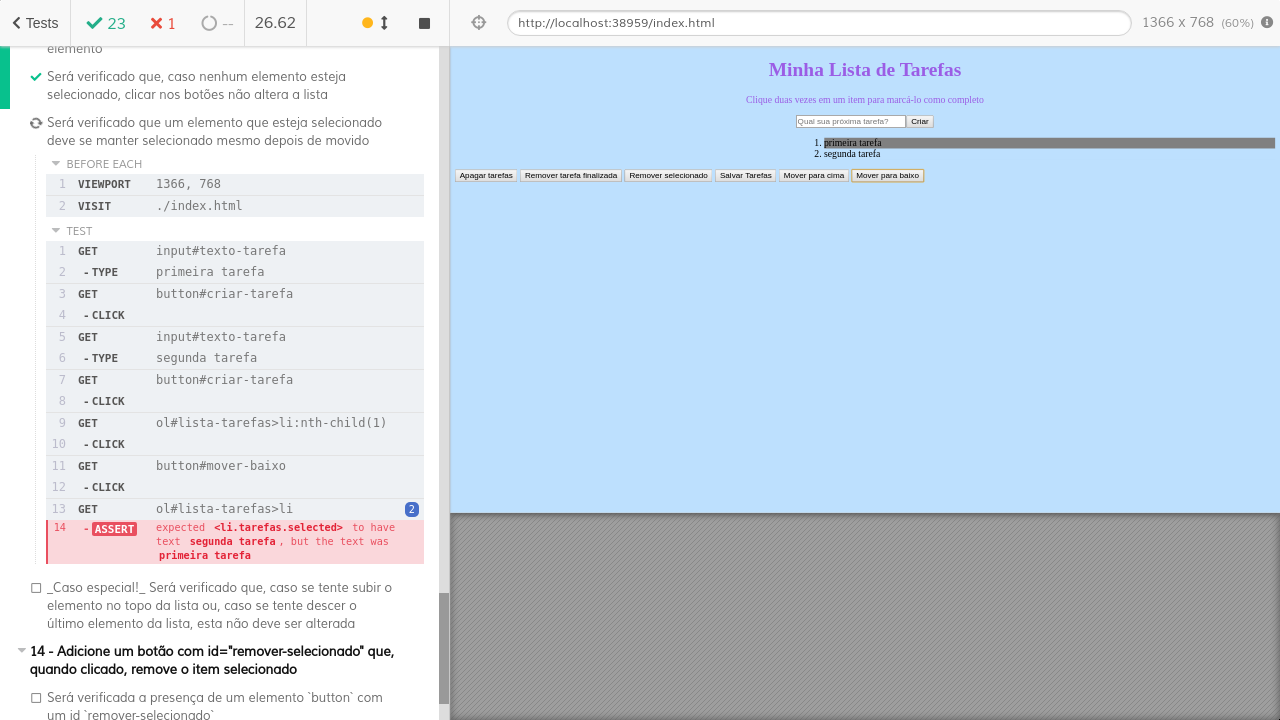 Tests
23
1
--
26.62
http://localhost:38959/index.html
1366 x 768 (60%)
elemento
Será verificado que, caso nenhum elemento esteja
selecionado, clicar nos botões não altera a lista
Será verificado que um elemento que esteja selecionado
deve se manter selecionado mesmo depois de movido
BEFORE EACH
1 VIEWPORT 1366, 768
2 VISIT ./index.html
TEST
1 GET input#texto-tarefa
2 -TYPE primeira tarefa
3 GET button#criar-tarefa
4 -CLICK
5 GET input#texto-tarefa
6 -TYPE segunda tarefa
7 GET button#criar-tarefa
8 -CLICK
9 GET ol#lista-tarefas>li:nth-child(1)
10 -CLICK
11 GET button#mover-baixo
12 -CLICK
13 GET ol#lista-tarefas>li 2
14 -ASSERT expected <li.tarefas.selected> to have
text segunda tarefa, but the text was
primeira tarefa
_Caso especial!_ Será verificado que, caso se tente subir o
elemento no topo da lista ou, caso se tente descer o
último elemento da lista, esta não deve ser alterada
14 - Adicione um botão com id="remover-selecionado" que,
quando clicado, remove o item selecionado
Será verificada a presença de um elemento `button` com
um id `remover-selecionado`
Minha Lista de Tarefas
Clique duas vezes em um item para marcá-lo como completo
Qual sua próxima tarefa? Criar
1. primeira tarefa
2. segunda tarefa
Apagar tarefas Remover tarefa finalizada Remover selecionado Salvar Tarefas Mover para cima Mover para baixo